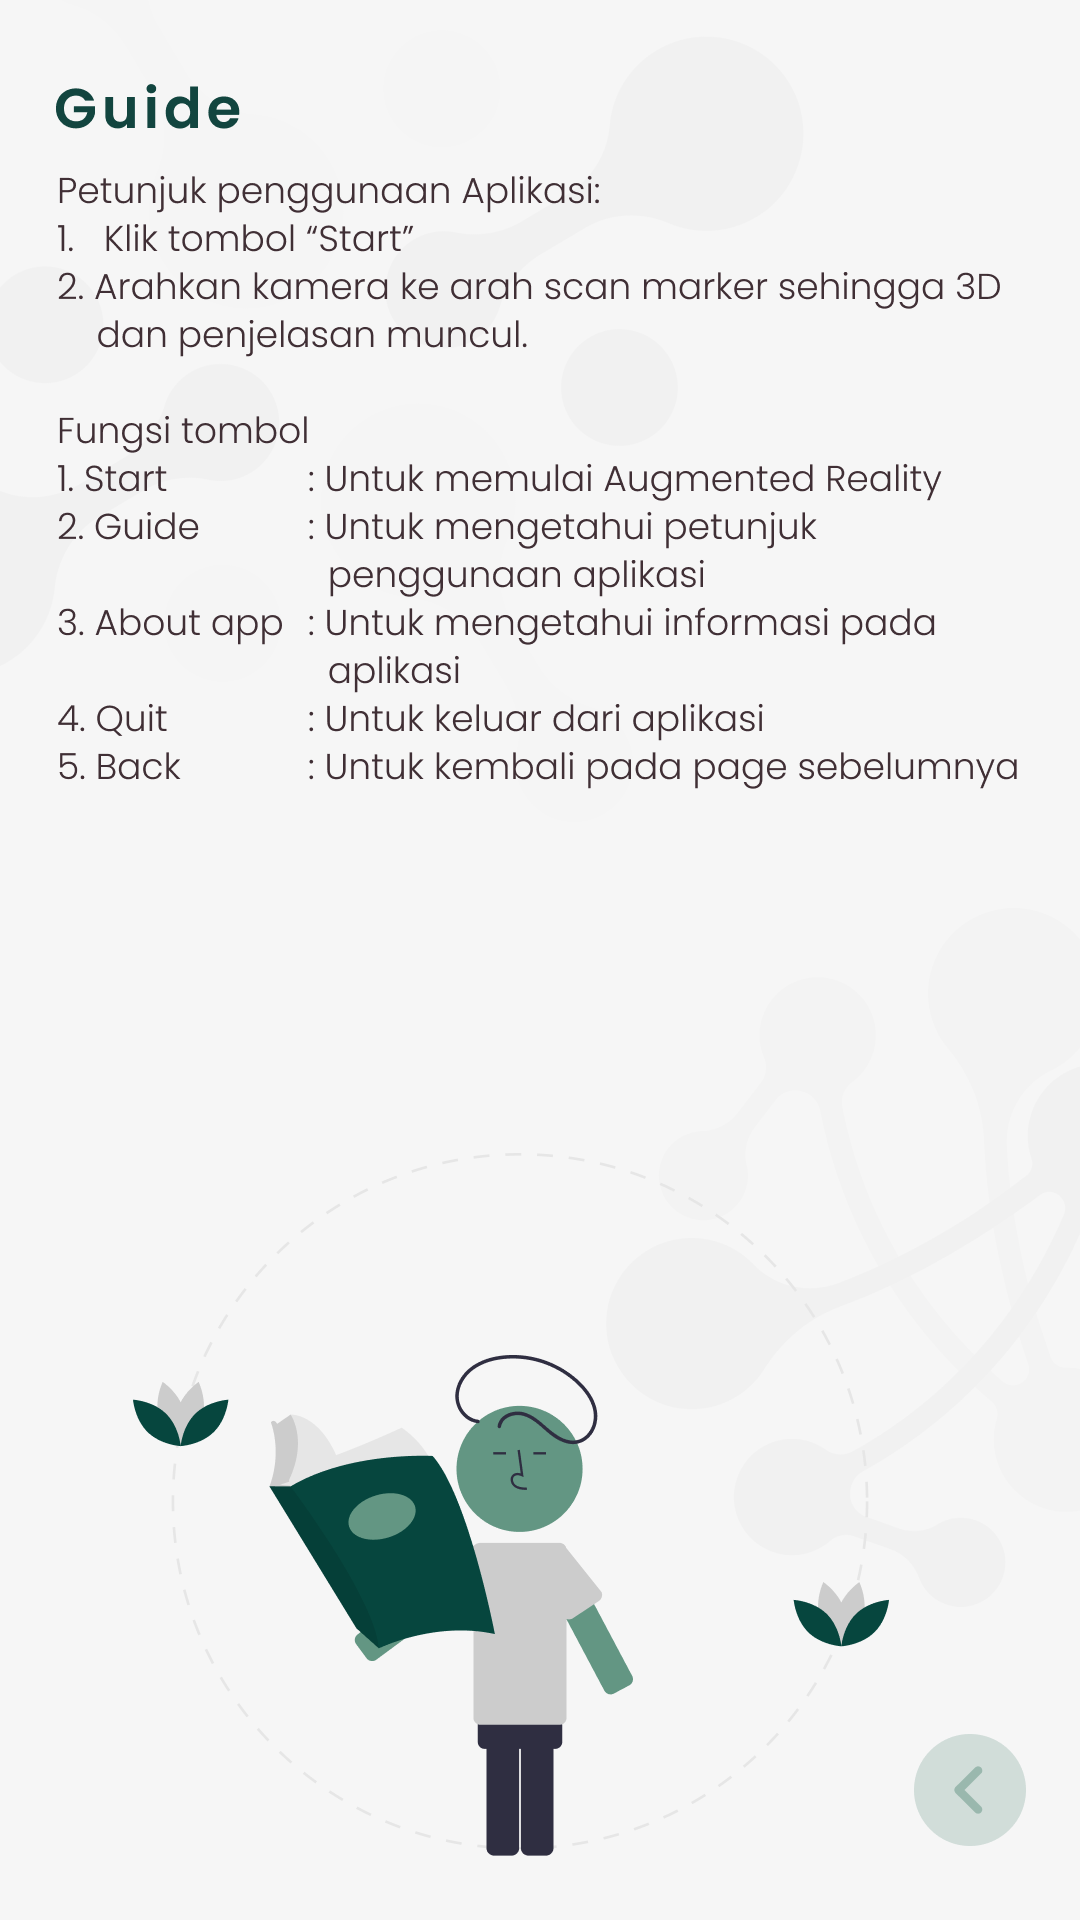 Guide
Petunjuk penggunaan Aplikasi:
1. Klik tombol “Start”
2. Arahkan kamera ke arah scan marker sehingga 3D
dan penjelasan muncul.
Fungsi tombol
1. Start : Untuk memulai Augmented Reality
2. Guide : Untuk mengetahui petunjuk
penggunaan aplikasi
3. About app : Untuk mengetahui informasi pada
aplikasi
4. Quit : Untuk keluar dari aplikasi
5. Back : Untuk kembali pada page sebelumnya